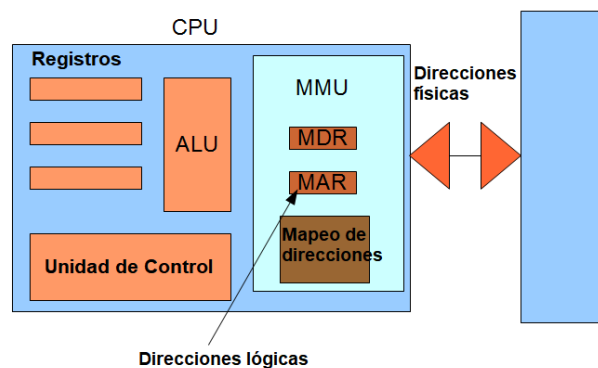 CPU
Registros
ALU
MMU
MDR
MAR
Mapeo de
direcciones
Unidad de Control
Direcciones
físicas
Direcciones lógicas